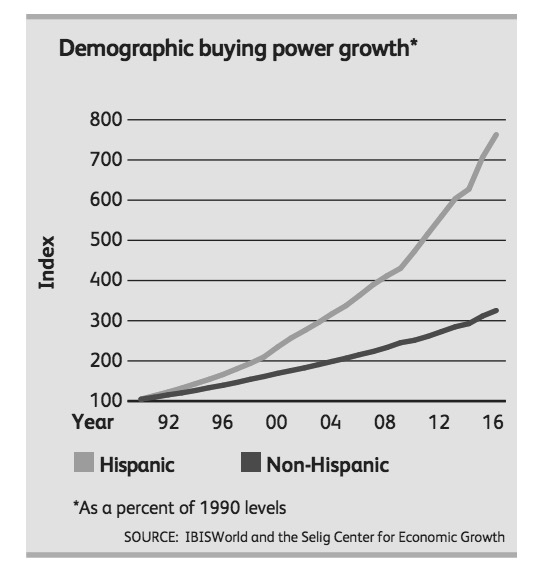 Demographic buying power growth*
800
700
600
500
400
300
200
100
Index
Year 92 96 00 04 08 12 16
Hispanic Non-Hispanic
*As a percent of 1990 levels
SOURCE: IBISWorld and the Selig Center for Economic Growth